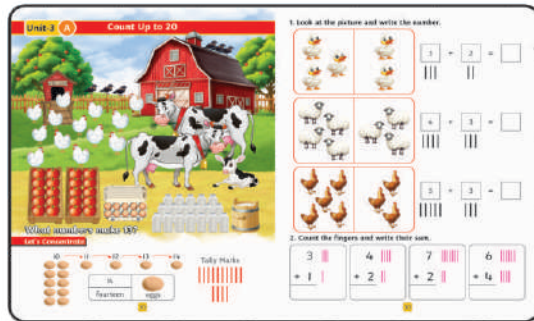 Unit-3 A Count Up to 20
What numbers make 13?
Let's Concentrate
10 11 12 13 14
14
fourteen eggs
Tally Marks
1. Look at the picture and write the number.
3 + 2 =
4 + 3 =
5 + 3 =
2. Count the fingers and write their sum.
3 4 7 6
+ 1 + 2 + 2 + 4